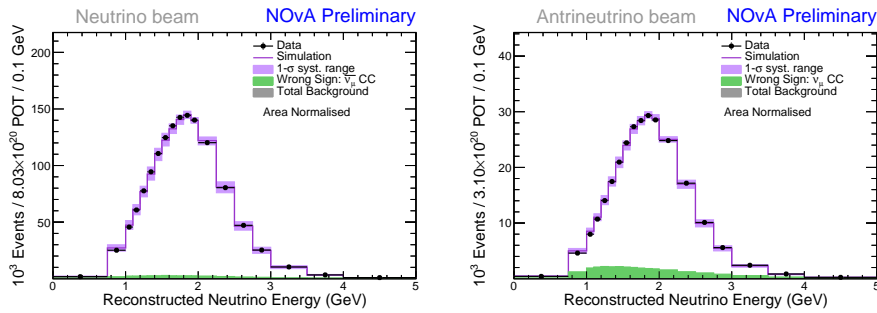 Neutrino beam NOvA Preliminary
Data
Simulation
1-σ syst. range
Wrong Sign: ν̅μ CC
Total Background
Area Normalised
10³ Events / 8.03×10²⁰ POT / 0.1 GeV
200
150
100
50
0 1 2 3 4 5
Reconstructed Neutrino Energy (GeV)
Antrineutrino beam NOvA Preliminary
Data
Simulation
1-σ syst. range
Wrong Sign: νμ CC
Total Background
Area Normalised
10³ Events / 3.10×10²⁰ POT / 0.1 GeV
40
30
20
10
0 1 2 3 4 5
Reconstructed Neutrino Energy (GeV)